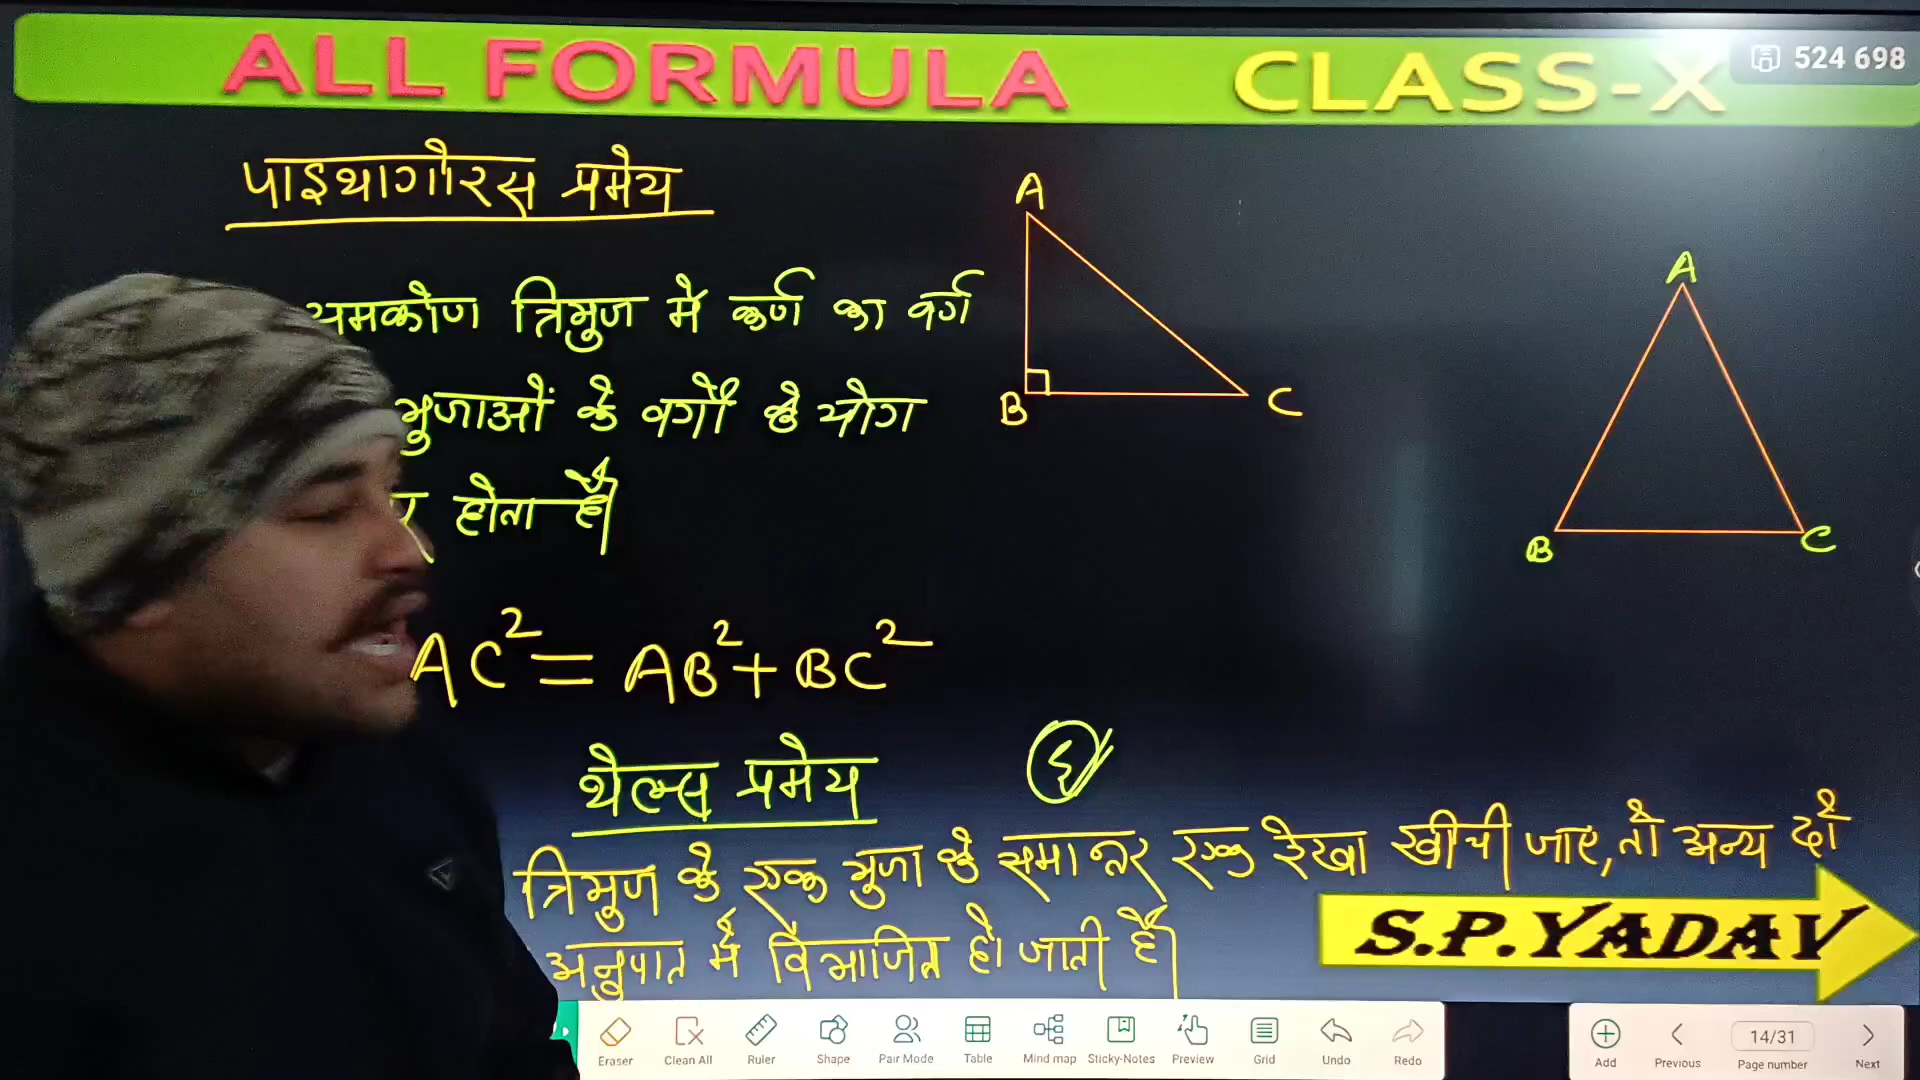 ALL FORMULA CLASS-X
524 698
पाइथागोरस प्रमेय
समकोण त्रिभुज में कर्ण का वर्ग
भुजाओं के वर्गों के योग
होता है।
AC²= AB²+ BC²
A
B
C
A
B
C
थेल्स प्रमेय
त्रिभुज के एक भुजा के समान्तर एक रेखा खींची जाए, तो अन्य दो
अनुपात में विभाजित हो जाती है।
S.P.YADAV
Eraser
Clean All
Ruler
Shape
Pair Mode
Table
Mind map
Sticky-Notes
Preview
Grid
Undo
Redo
Add
Previous
14/31
Page number
Next